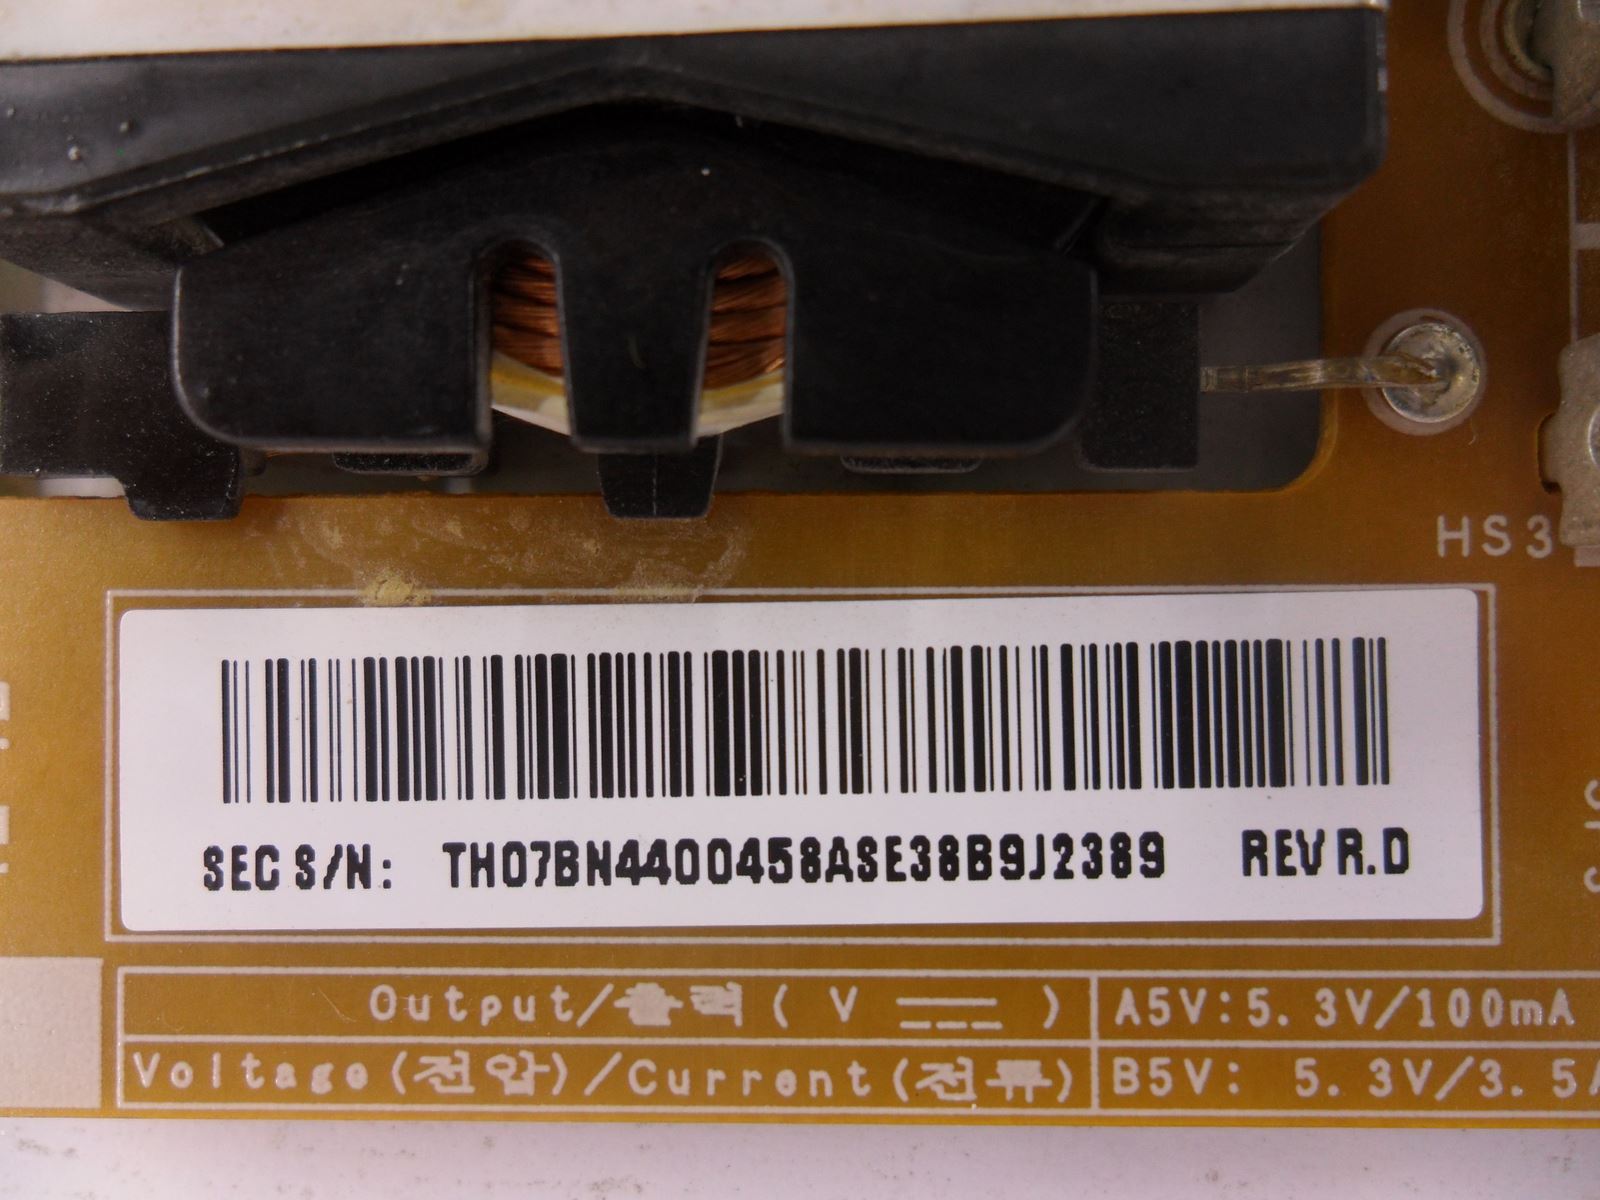 HS3
SEC S/N: TH07BN4400458ASE38B9J2389 REV R.D
Output/출력( V ) A5V:5.3V/100mA
Voltage(전압)/Current(전류) B5V: 5.3V/3.5A